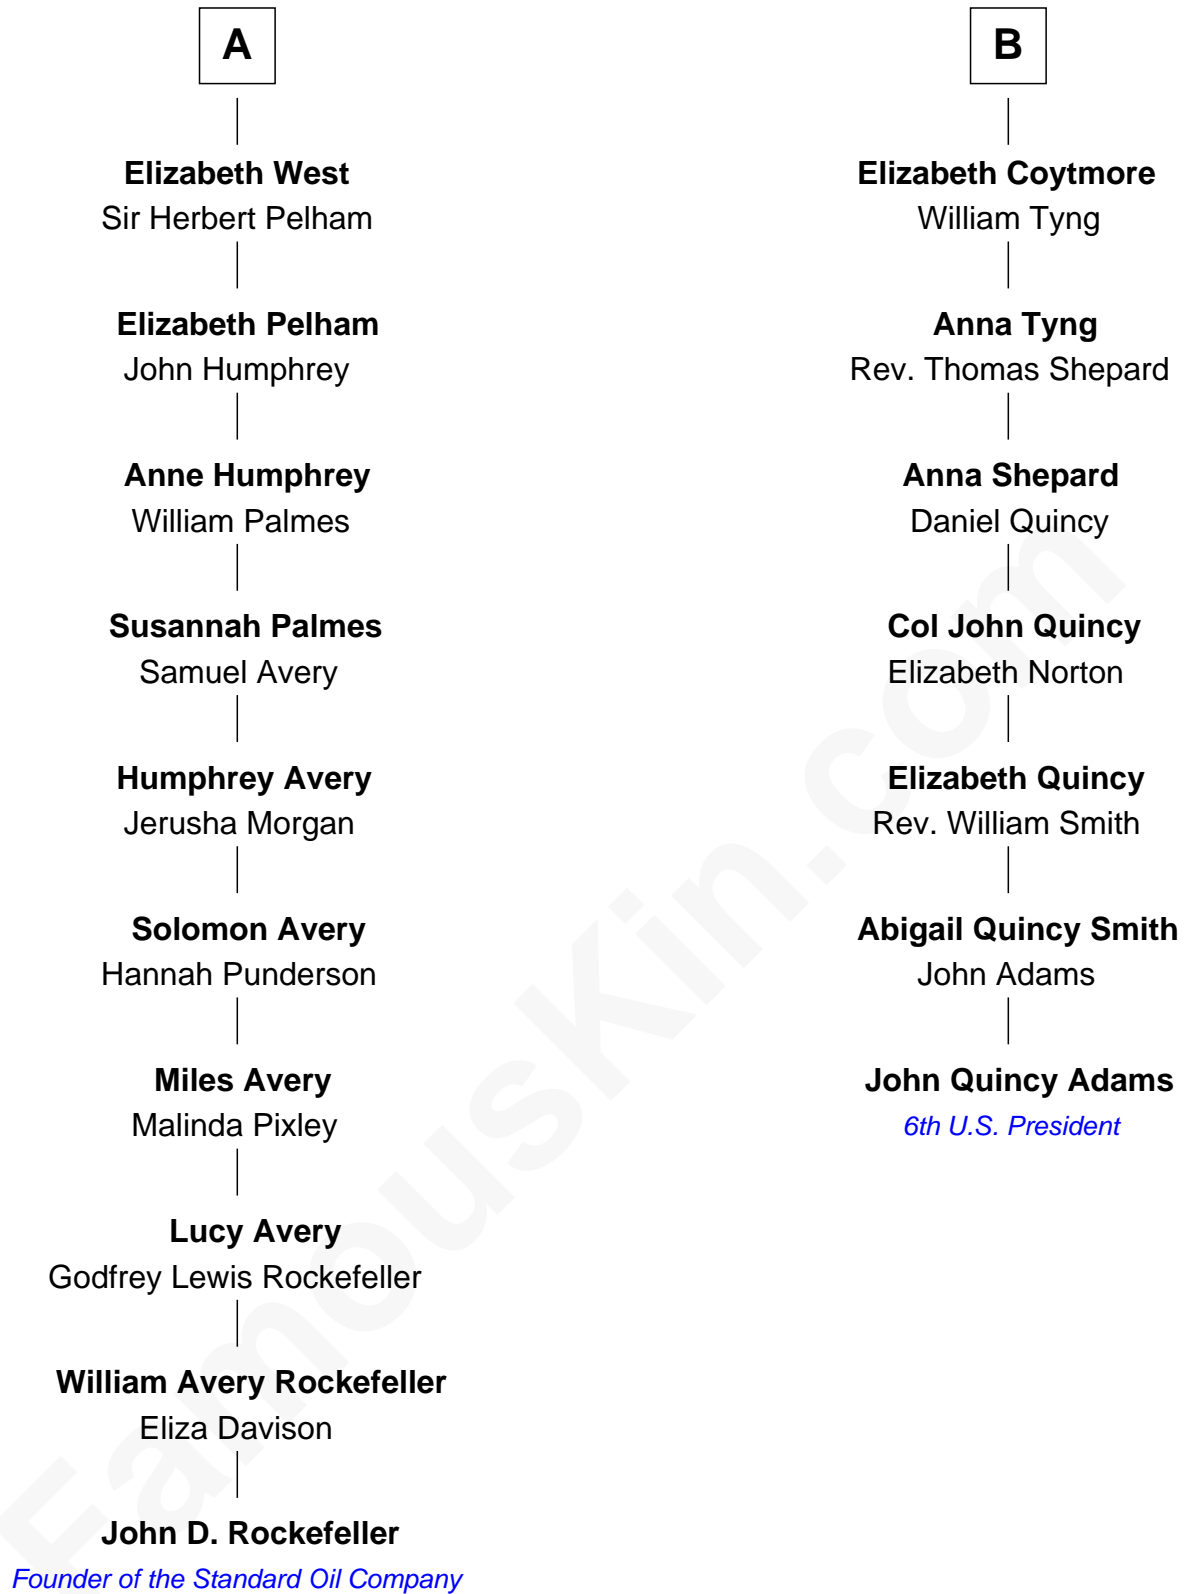 A
Elizabeth West
Sir Herbert Pelham
Elizabeth Pelham
John Humphrey
Anne Humphrey
William Palmes
Susannah Palmes
Samuel Avery
Humphrey Avery
Jerusha Morgan
Solomon Avery
Hannah Punderson
Miles Avery
Malinda Pixley
Lucy Avery
Godfrey Lewis Rockefeller
William Avery Rockefeller
Eliza Davison
John D. Rockefeller
Founder of the Standard Oil Company
B
Elizabeth Coytmore
William Tyng
Anna Tyng
Rev. Thomas Shepard
Anna Shepard
Daniel Quincy
Col John Quincy
Elizabeth Norton
Elizabeth Quincy
Rev. William Smith
Abigail Quincy Smith
John Adams
John Quincy Adams
6th U.S. President
FamousKin.com